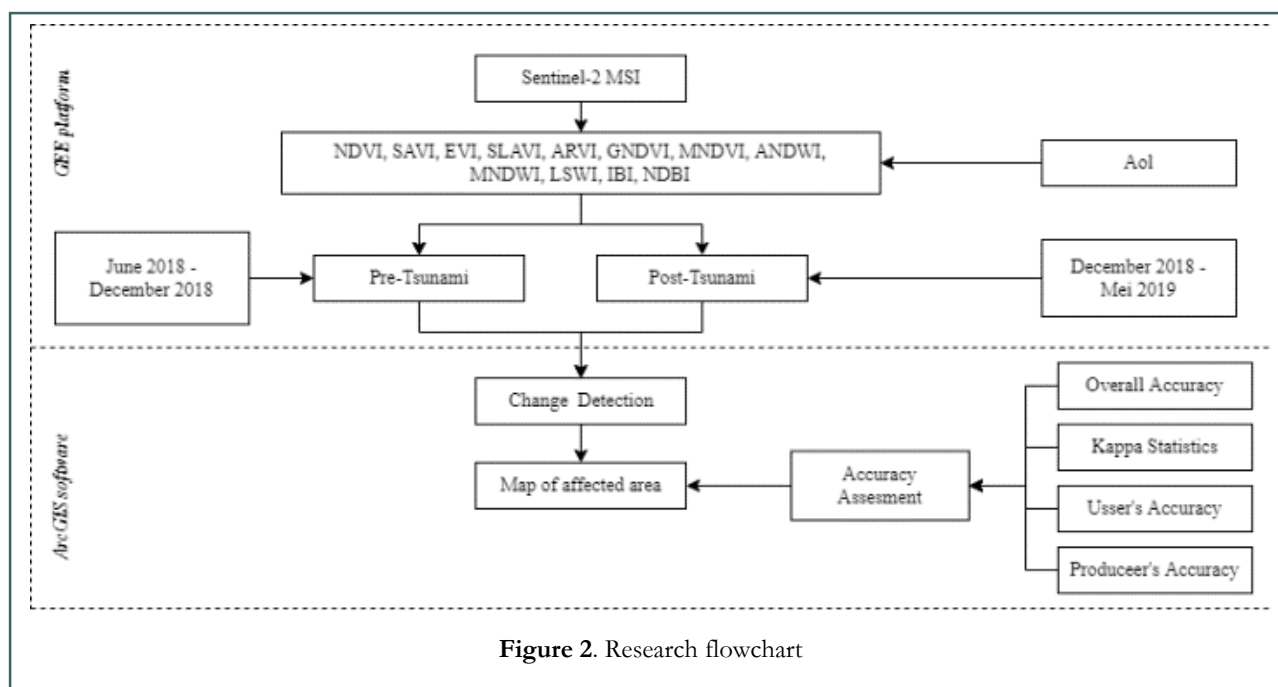 GEE platform
Sentinel-2 MSI
NDVI, SAVI, EVI, SLAVI, ARVI, GNDVI, MNDVI, ANDWI,
MNDWI, LSWI, IBI, NDBI
AoI
June 2018 -
December 2018
Pre-Tsunami
Post-Tsunami
December 2018 -
Mei 2019
ArcGIS software
Change Detection
Map of affected area
Accuracy
Assesment
Overall Accuracy
Kappa Statistics
Usser's Accuracy
Produceer's Accuracy
Figure 2. Research flowchart